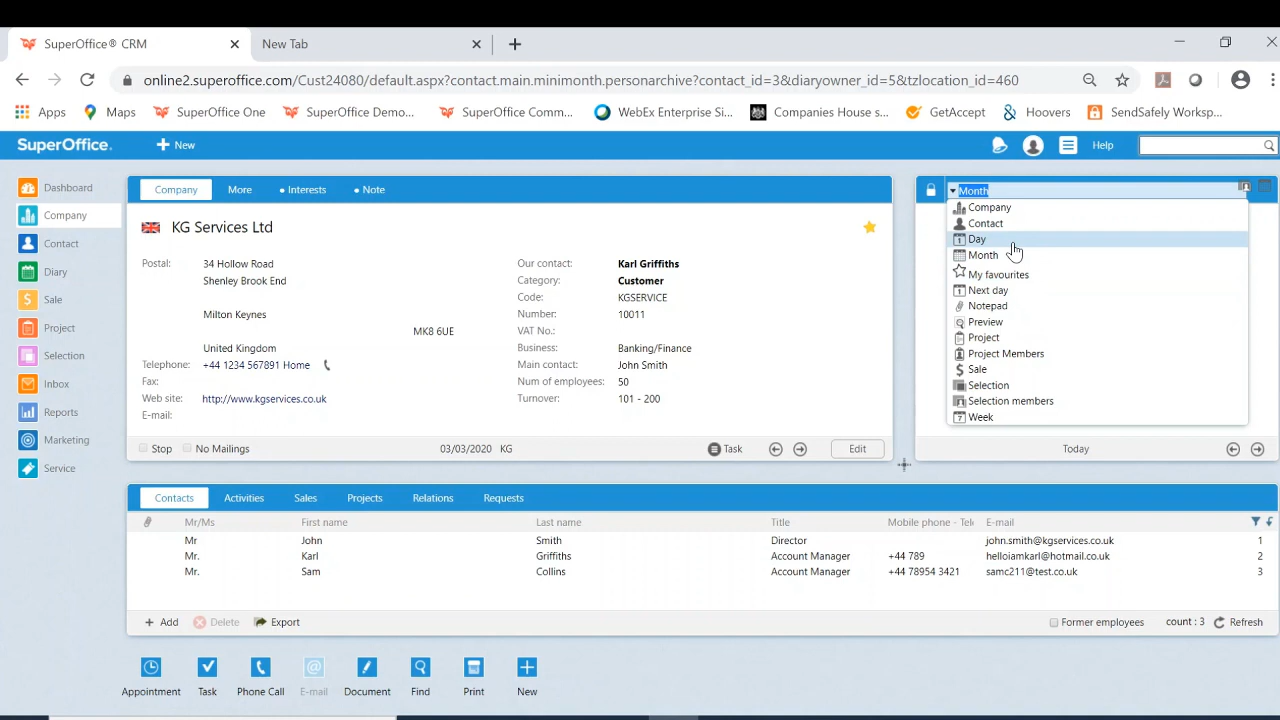 SuperOffice® CRM
New Tab
online2.superoffice.com/Cust24080/default.aspx?contact.main.minimonth.personarchive?contact_id=3&diaryowner_id=5&tzlocation_id=460
Apps Maps SuperOffice One SuperOffice Demo... SuperOffice Comm... WebEx Enterprise Si... Companies House s... GetAccept Hoovers SendSafely Worksp...
SuperOffice. New Help
Dashboard
Company
Contact
Diary
Sale
Project
Selection
Inbox
Reports
Marketing
Service
Company More • Interests • Note
KG Services Ltd
Postal: 34 Hollow Road
Shenley Brook End
Milton Keynes
MK8 6UE
United Kingdom
Telephone: +44 1234 567891 Home
Fax:
Web site: http://www.kgservices.co.uk
E-mail:
Our contact: Karl Griffiths
Category: Customer
Code: KGSERVICE
Number: 10011
VAT No.:
Business: Banking/Finance
Main contact: John Smith
Num of employees: 50
Turnover: 101 - 200
Stop No Mailings 03/03/2020 KG Task Edit
Month
Company
Contact
1 Day
Month
My favourites
1 Next day
Notepad
Preview
Project
Project Members
Sale
Selection
Selection members
7 Week
Today
Contacts Activities Sales Projects Relations Requests
Mr/Ms First name Last name Title Mobile phone - Tele E-mail
Mr John Smith Director john.smith@kgservices.co.uk 1
Mr. Karl Griffiths Account Manager +44 789 helloiamkarl@hotmail.co.uk 2
Mr. Sam Collins Account Manager +44 78954 3421 samc211@test.co.uk 3
Add Delete Export Former employees count : 3 Refresh
Appointment Task Phone Call E-mail Document Find Print New